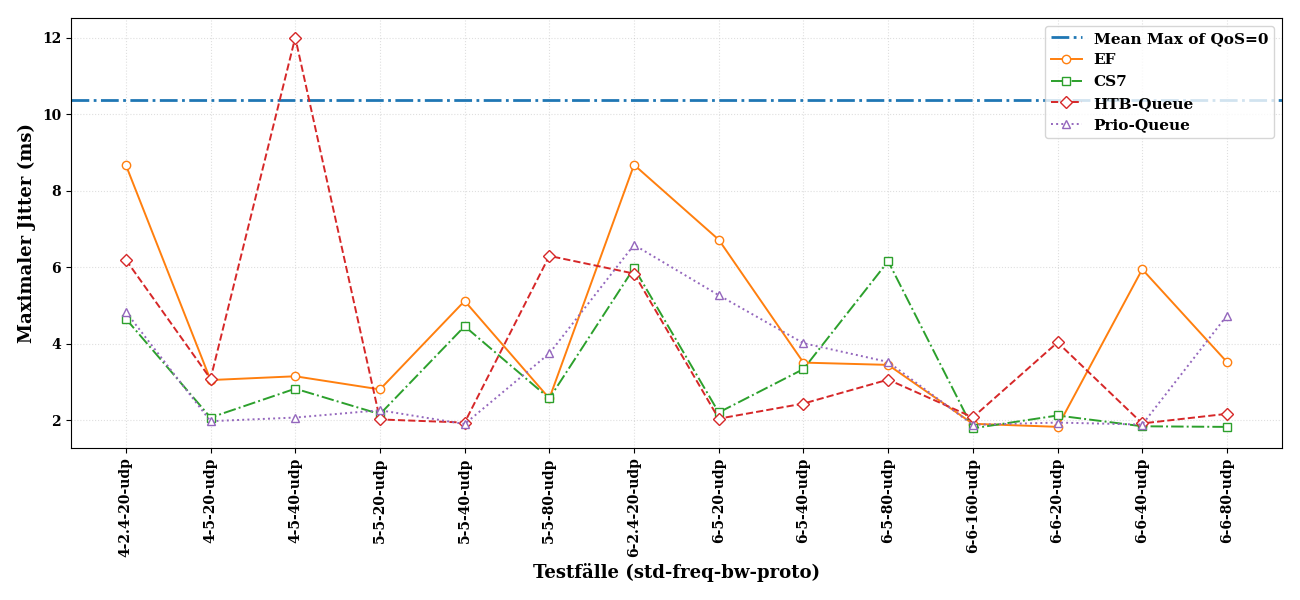 Maximaler Jitter (ms)
12
10
8
6
4
2
Mean Max of QoS=0
EF
CS7
HTB-Queue
Prio-Queue
4-2.4-20-udp
4-5-20-udp
4-5-40-udp
5-5-20-udp
5-5-40-udp
5-5-80-udp
6-2.4-20-udp
6-5-20-udp
6-5-40-udp
6-5-80-udp
6-6-160-udp
6-6-20-udp
6-6-40-udp
6-6-80-udp
Testfälle (std-freq-bw-proto)